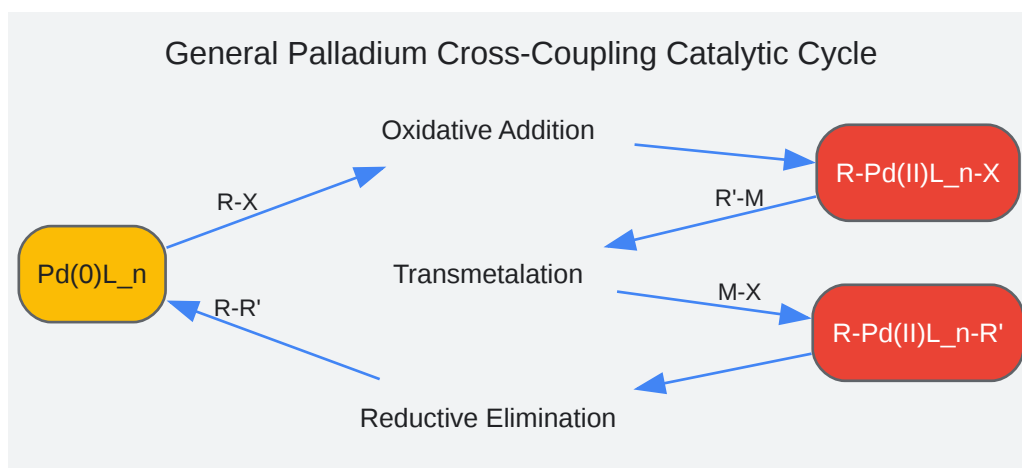 General Palladium Cross-Coupling Catalytic Cycle
Oxidative Addition
R-Pd(II)L_n-X
R-X
R'-M
Pd(0)L_n
Transmetalation
M-X
R-R'
R-Pd(II)L_n-R'
Reductive Elimination